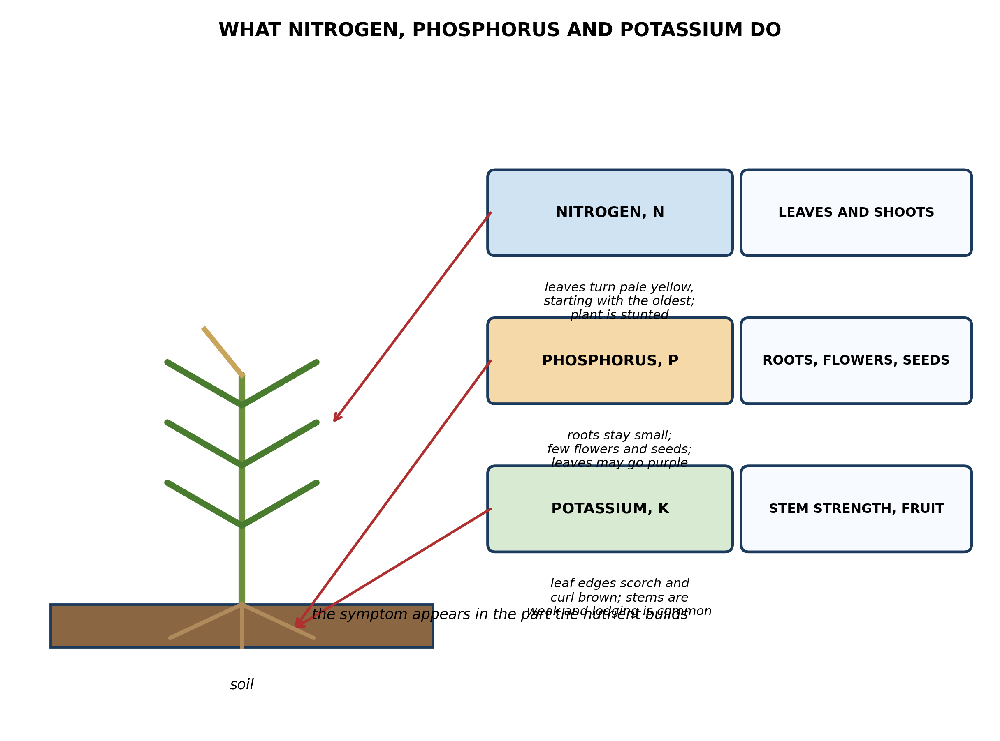 WHAT NITROGEN, PHOSPHORUS AND POTASSIUM DO
NITROGEN, N
LEAVES AND SHOOTS
leaves turn pale yellow,
starting with the oldest;
plant is stunted
PHOSPHORUS, P
ROOTS, FLOWERS, SEEDS
roots stay small;
few flowers and seeds;
leaves may go purple
POTASSIUM, K
STEM STRENGTH, FRUIT
leaf edges scorch and
curl brown; stems are
weak and lodging is common
the symptom appears in the part the nutrient builds
soil